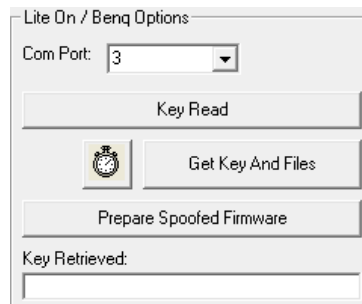 Lite On / Benq Options
Com Port: 3
Key Read
Get Key And Files
Prepare Spoofed Firmware
Key Retrieved: